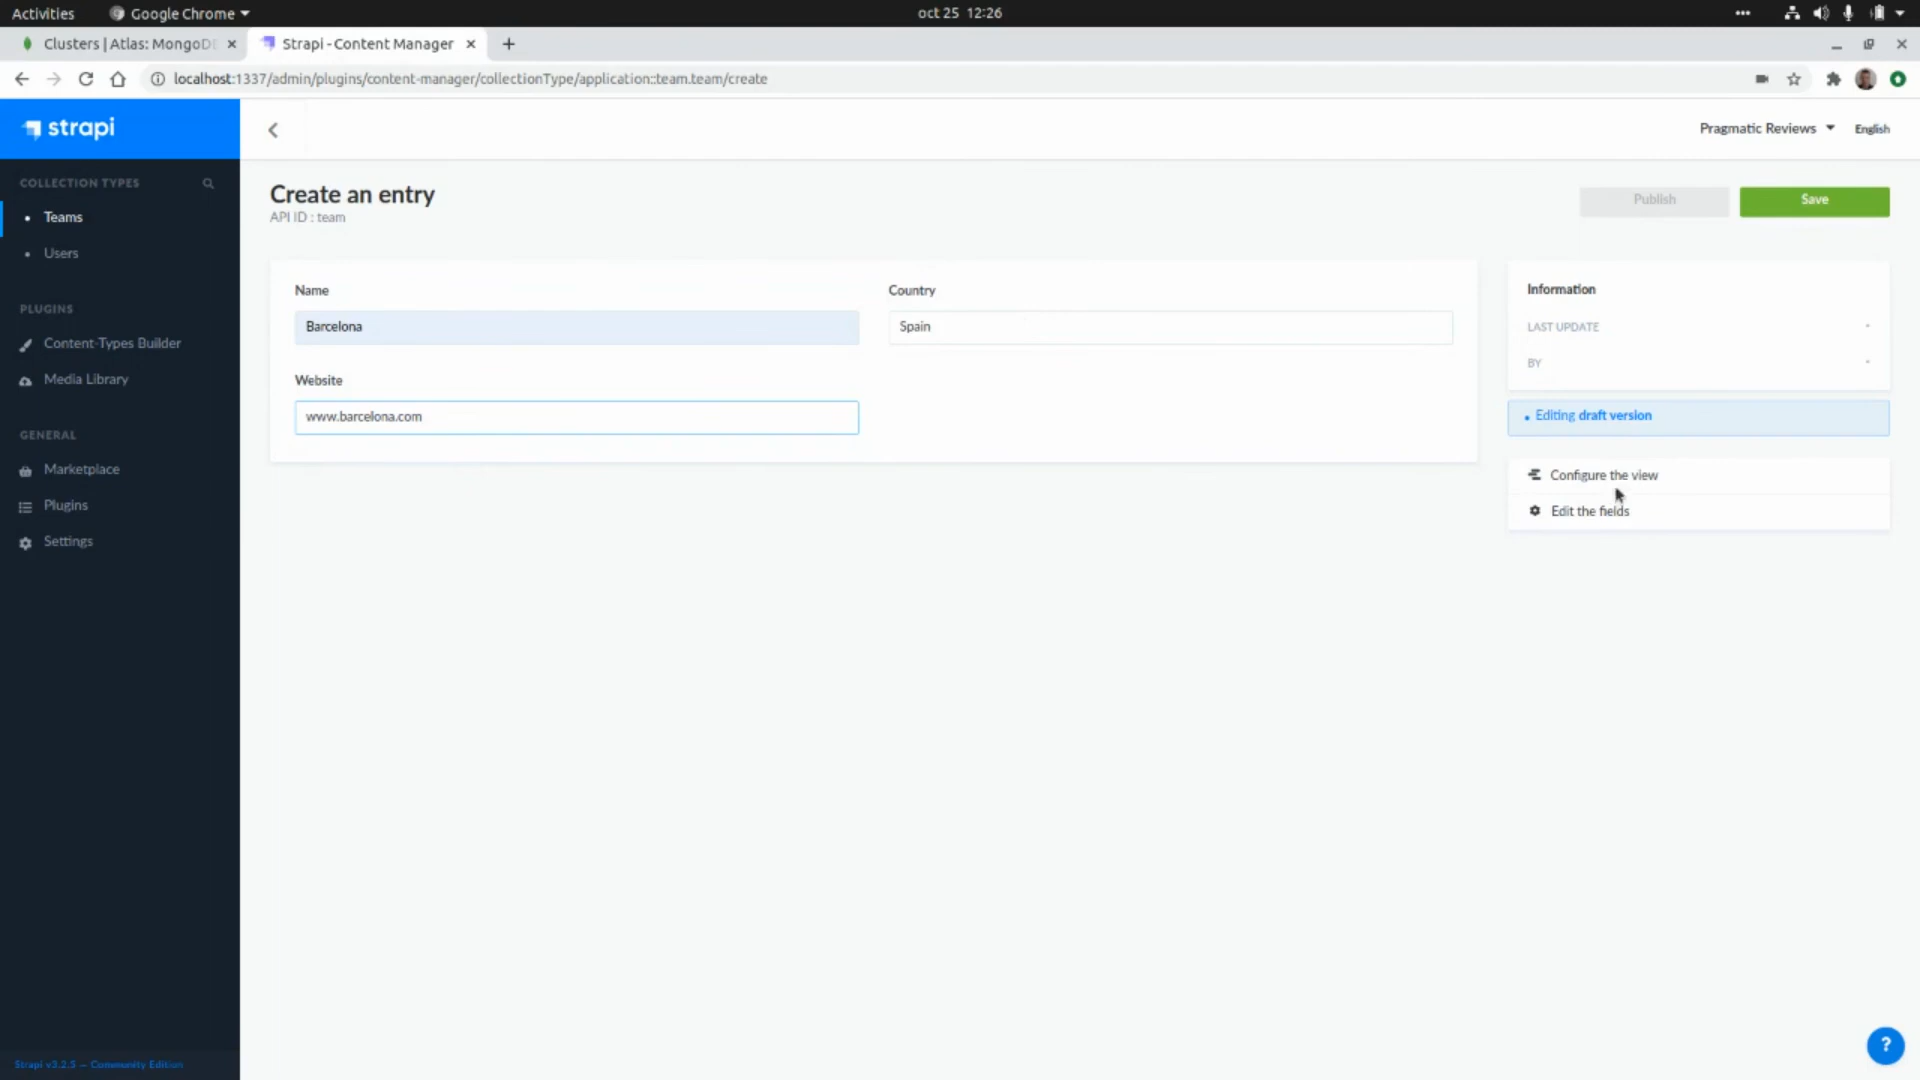 Activities
Google Chrome
oct 25 12:26
Clusters | Atlas: MongoDB
Strapi - Content Manager
localhost:1337/admin/plugins/content-manager/collectionType/application::team.team/create
strapi
Pragmatic Reviews
English
COLLECTION TYPES
Teams
Users
PLUGINS
Content-Types Builder
Media Library
GENERAL
Marketplace
Plugins
Settings
Strapi v3.2.5 — Community Edition
Create an entry
API ID : team
Publish
Save
Name
Country
Barcelona
Spain
Website
www.barcelona.com
Information
LAST UPDATE -
BY -
Editing draft version
Configure the view
Edit the fields
?